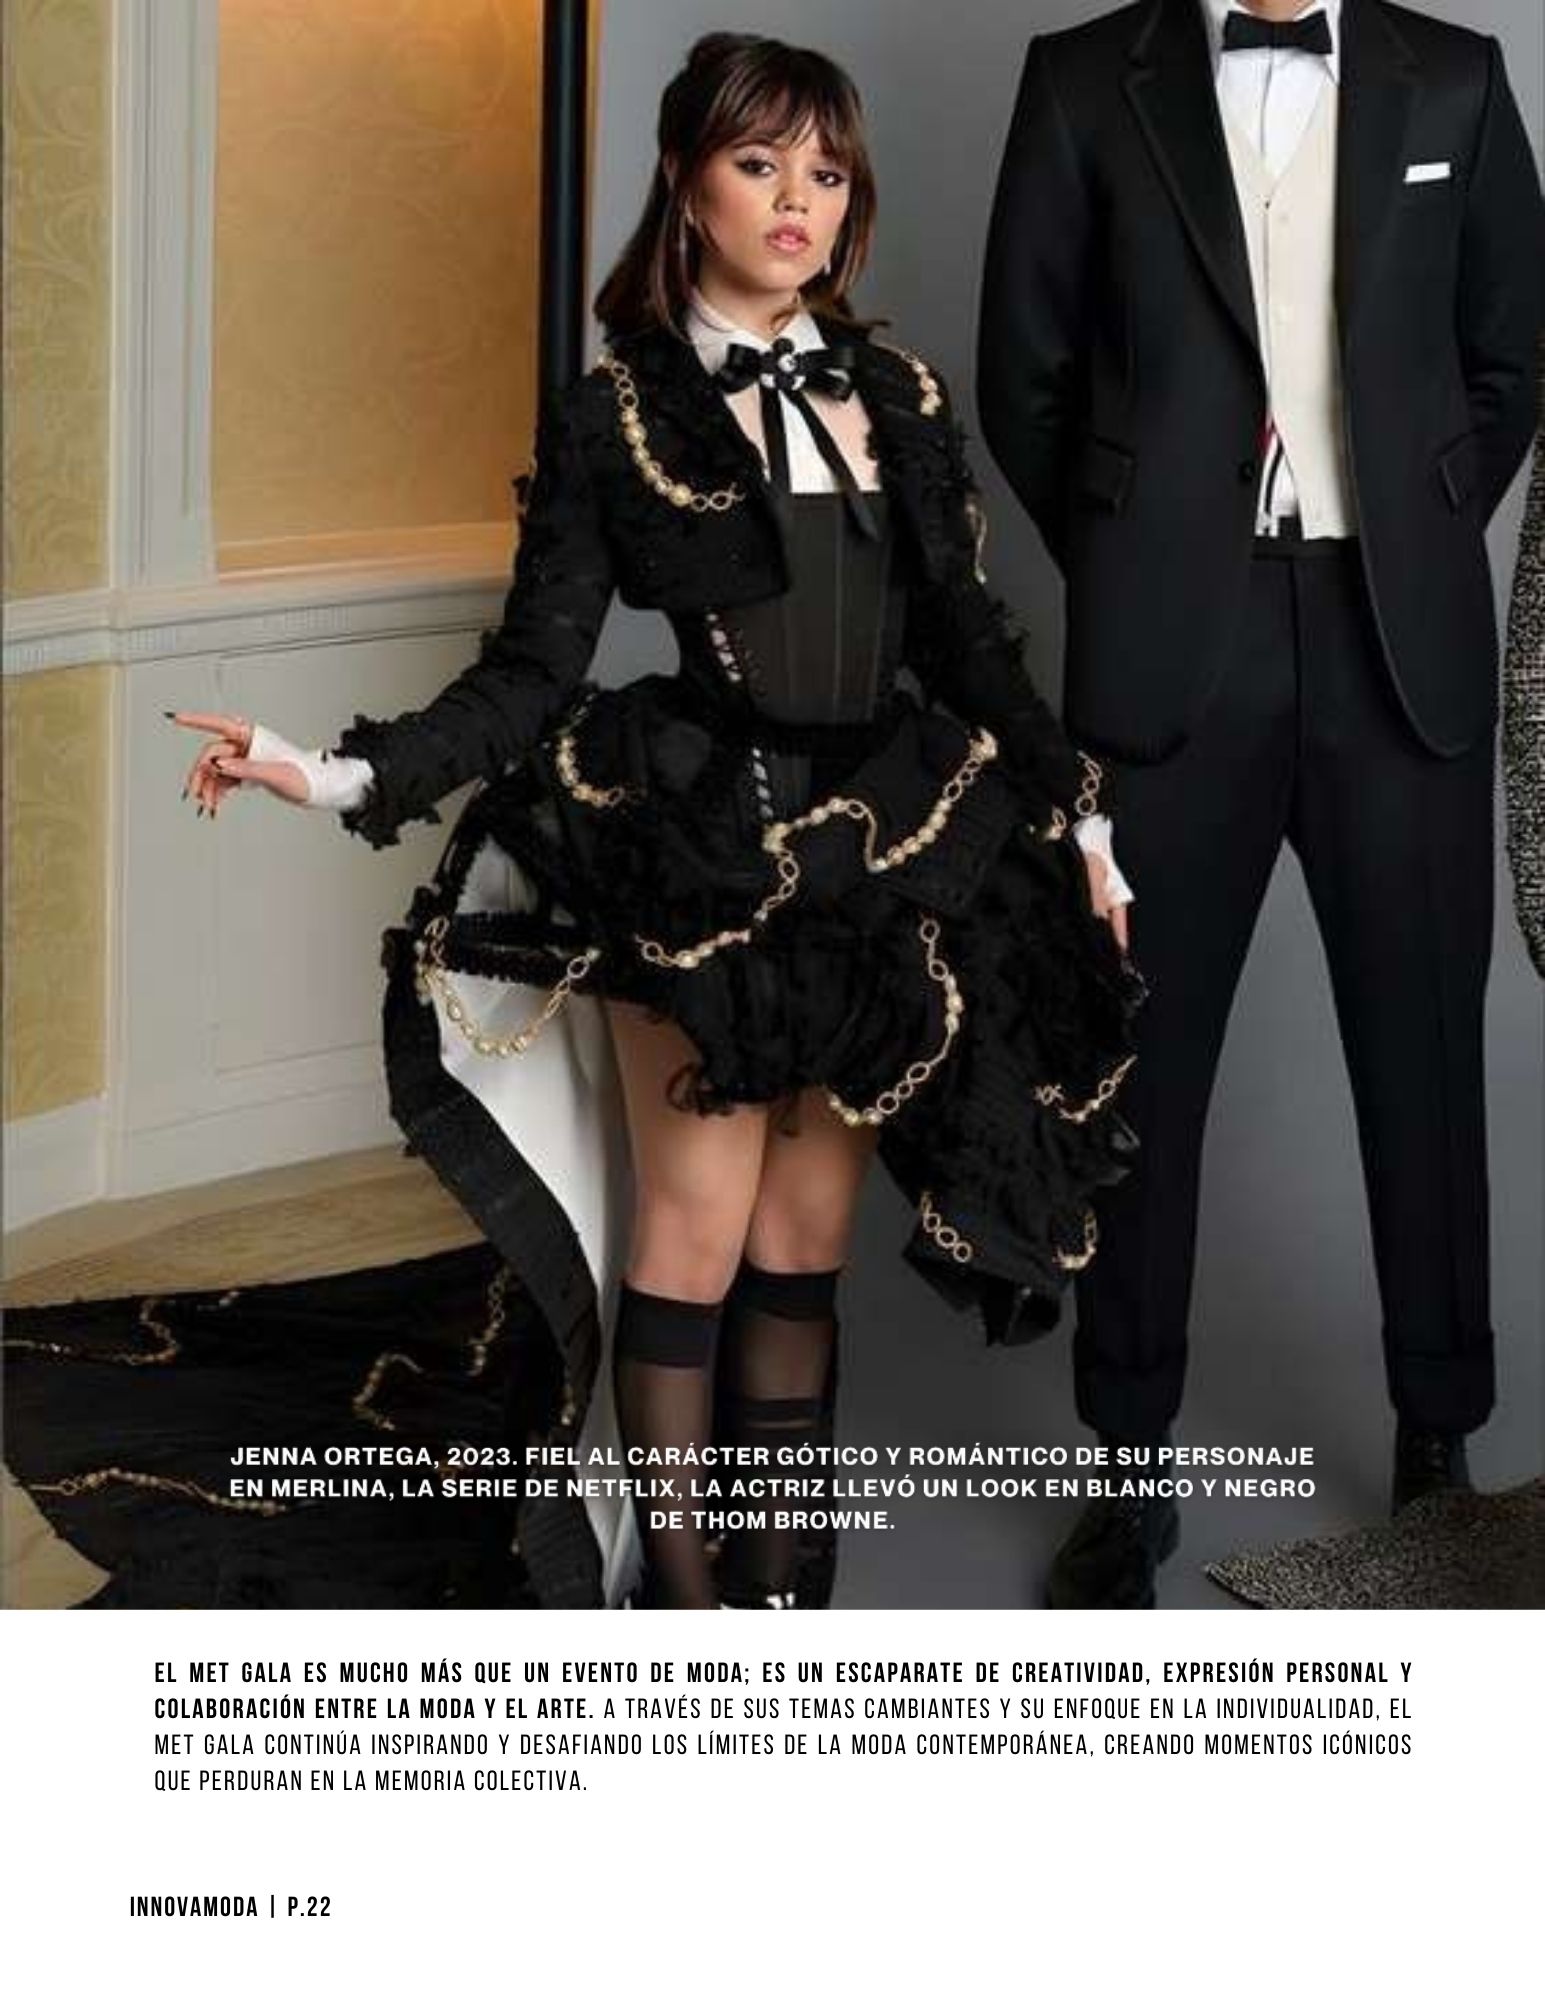 JENNA ORTEGA, 2023. FIEL AL CARÁCTER GÓTICO Y ROMÁNTICO DE SU PERSONAJE
EN MERLINA, LA SERIE DE NETFLIX, LA ACTRIZ LLEVÓ UN LOOK EN BLANCO Y NEGRO
DE THOM BROWNE.
EL MET GALA ES MUCHO MÁS QUE UN EVENTO DE MODA; ES UN ESCAPARATE DE CREATIVIDAD, EXPRESIÓN PERSONAL Y
COLABORACIÓN ENTRE LA MODA Y EL ARTE. A TRAVÉS DE SUS TEMAS CAMBIANTES Y SU ENFOQUE EN LA INDIVIDUALIDAD, EL
MET GALA CONTINÚA INSPIRANDO Y DESAFIANDO LOS LÍMITES DE LA MODA CONTEMPORÁNEA, CREANDO MOMENTOS ICÓNICOS
QUE PERDURAN EN LA MEMORIA COLECTIVA.
INNOVAMODA | P.22